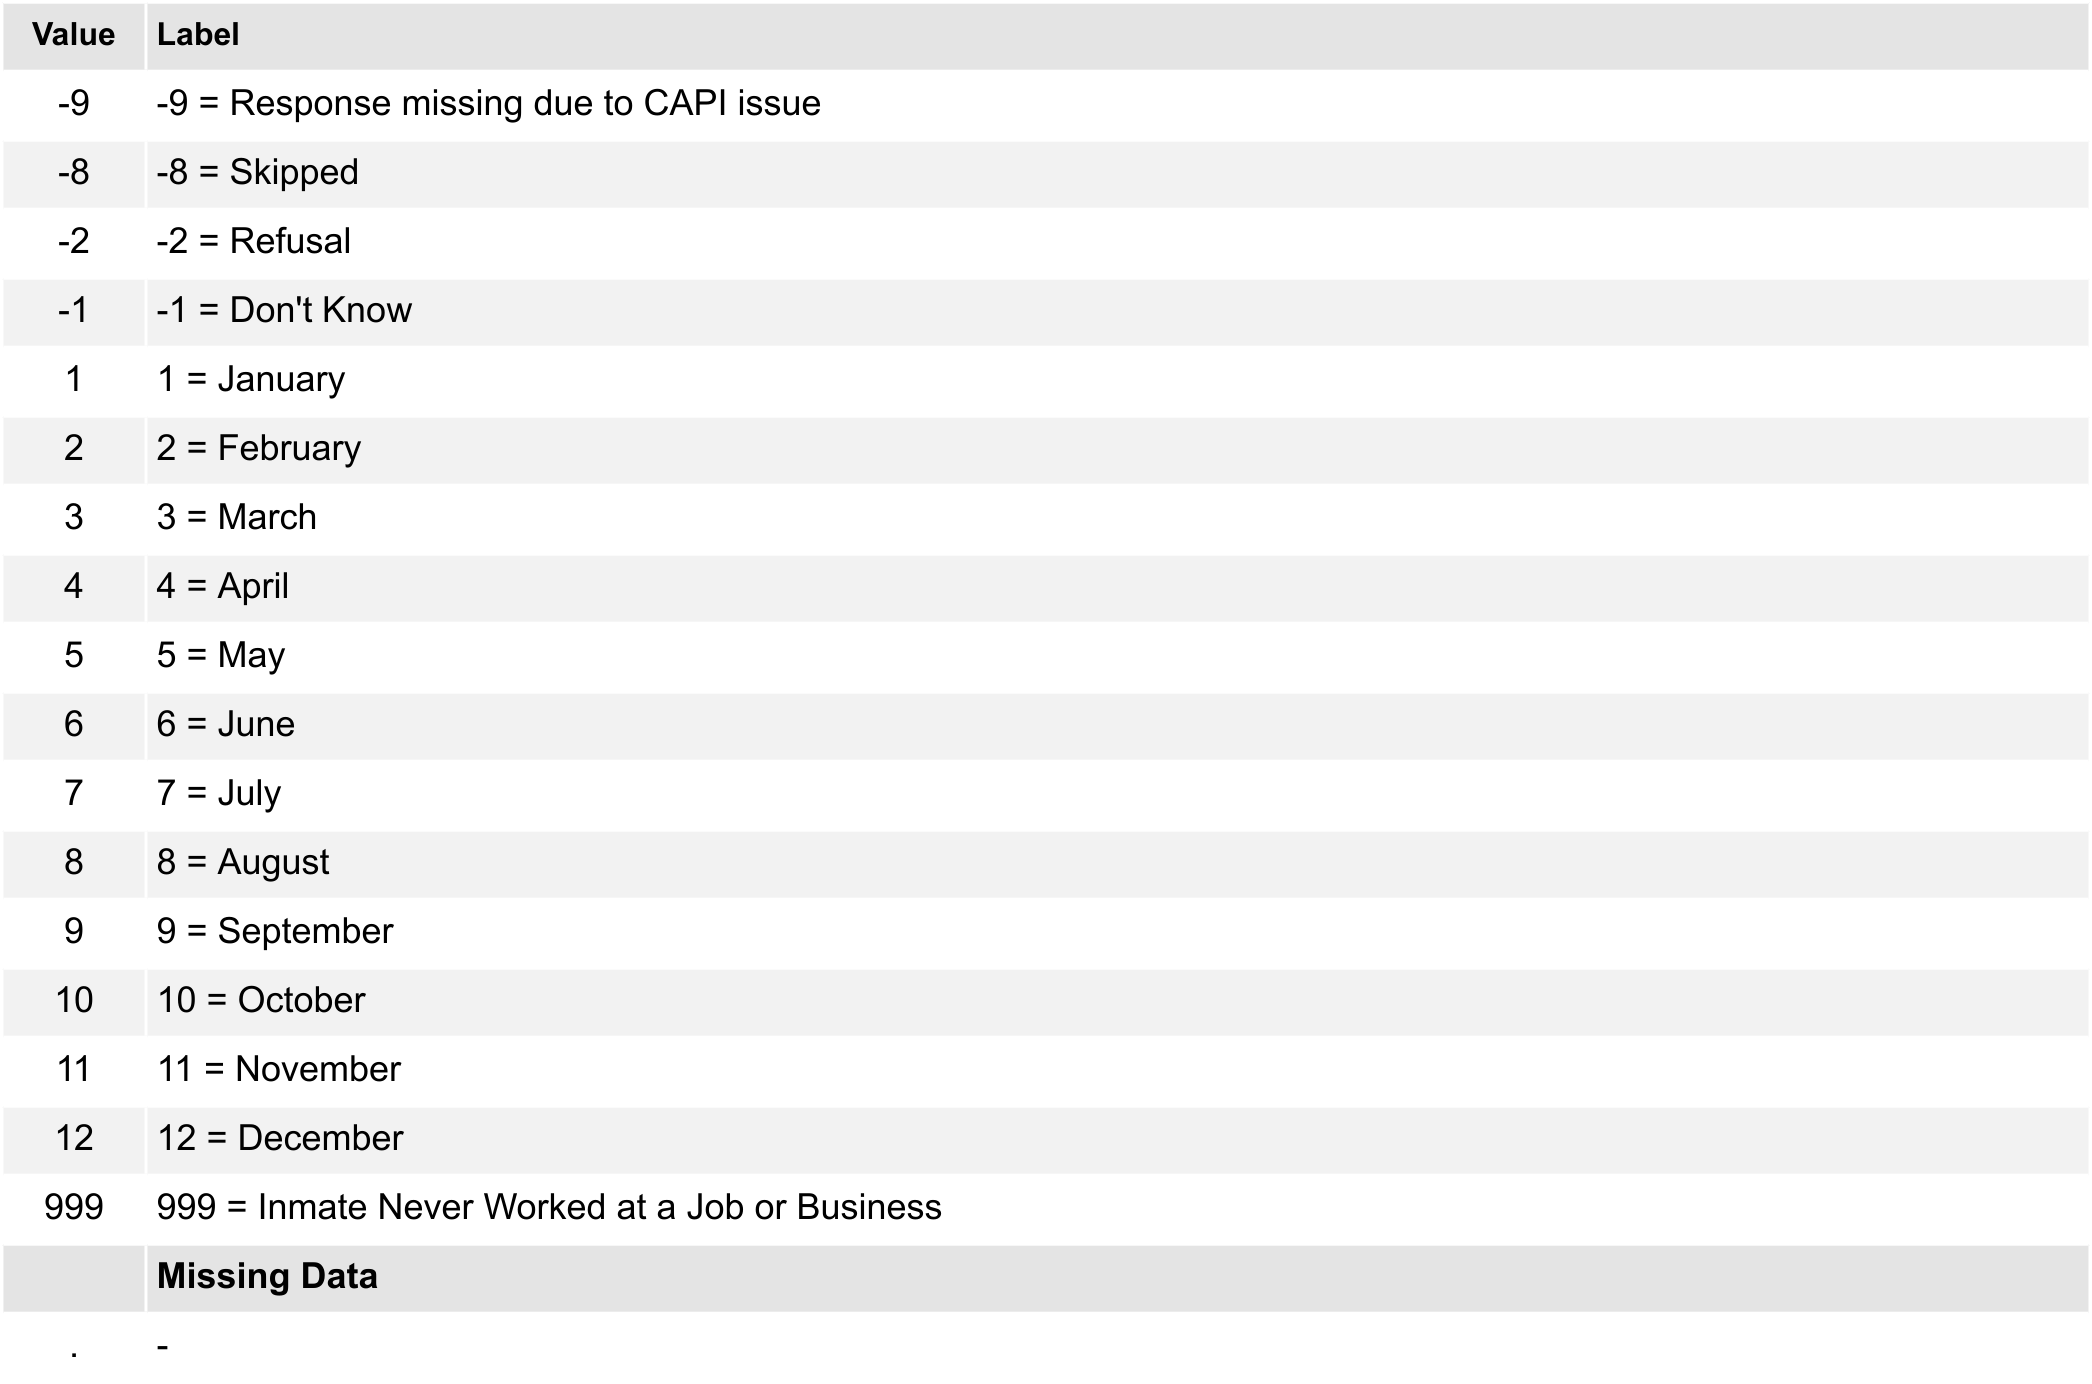 Value Label
-9 -9 = Response missing due to CAPI issue
-8 -8 = Skipped
-2 -2 = Refusal
-1 -1 = Don't Know
1 1 = January
2 2 = February
3 3 = March
4 4 = April
5 5 = May
6 6 = June
7 7 = July
8 8 = August
9 9 = September
10 10 = October
11 11 = November
12 12 = December
999 999 = Inmate Never Worked at a Job or Business
Missing Data
. -